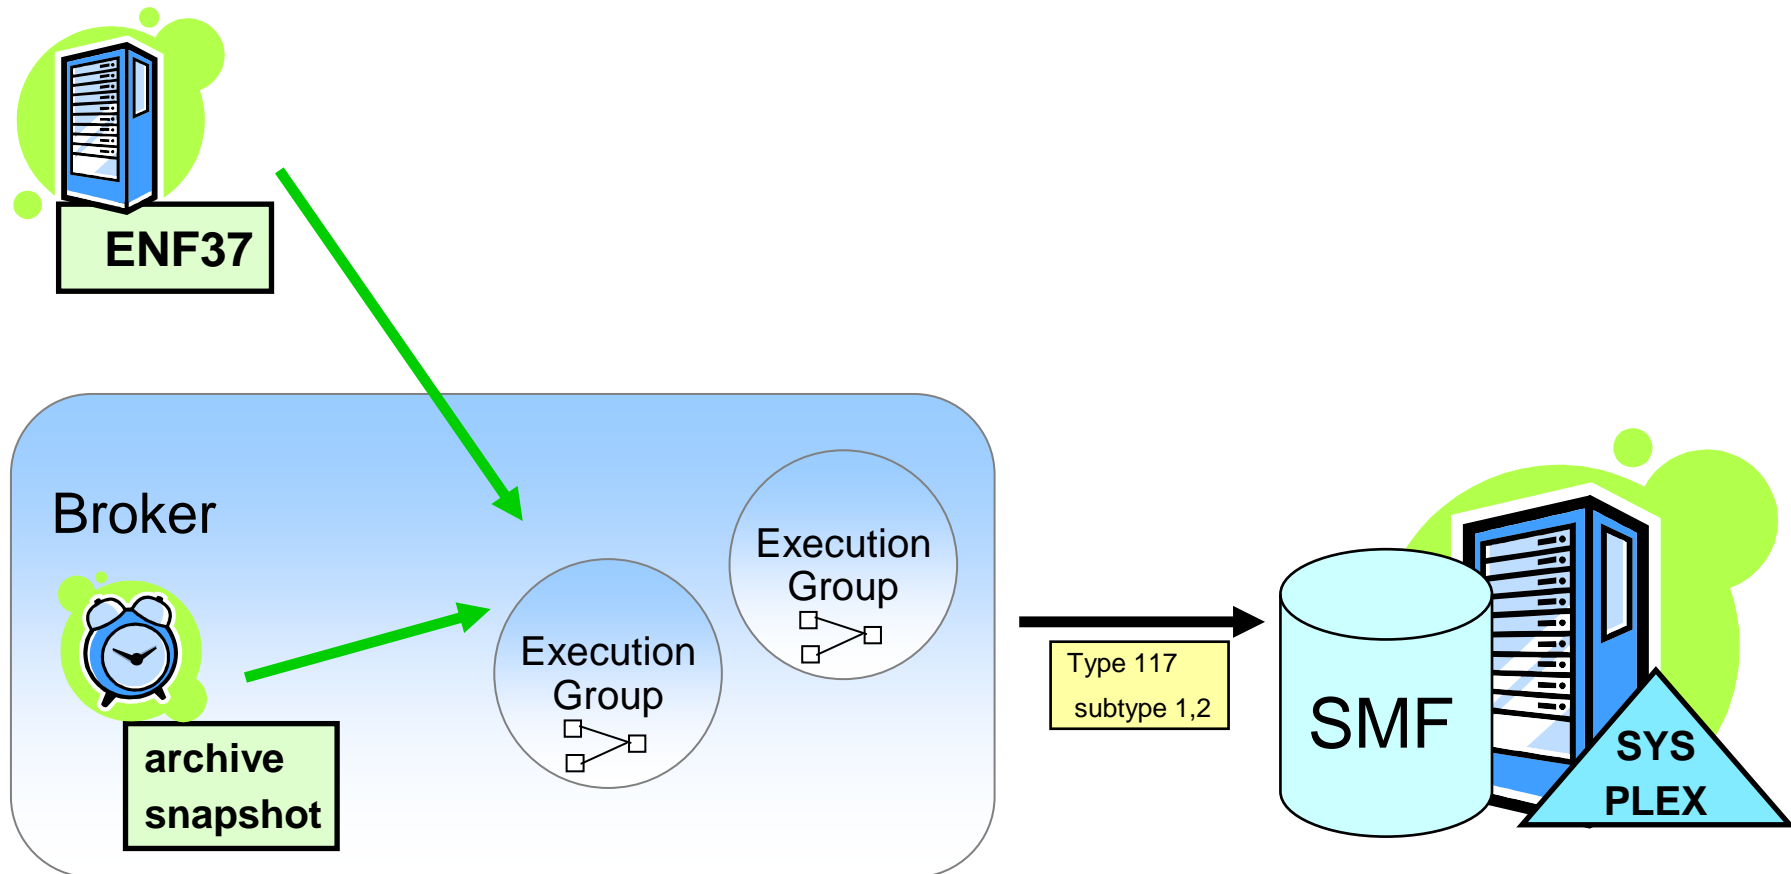 ENF37
Broker
Execution
Group
Execution
Group
archive
snapshot
Type 117
subtype 1,2
SMF
SYS
PLEX